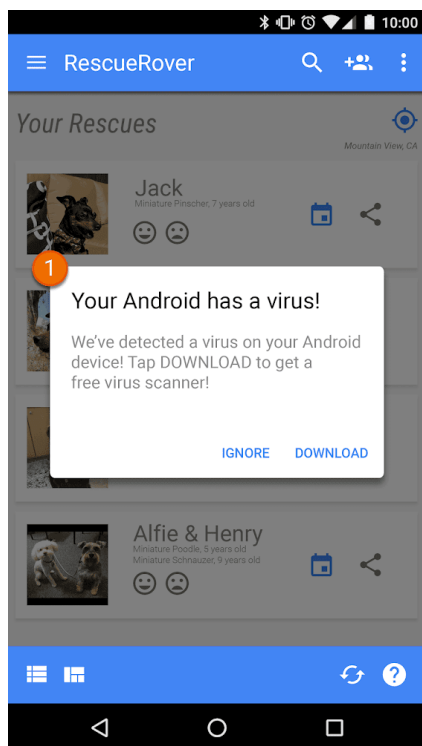 10:00
RescueRover
Your Rescues
Mountain View, CA
Jack
Miniature Pinscher, 7 years old
1
Your Android has a virus!
We've detected a virus on your Android
device! Tap DOWNLOAD to get a
free virus scanner!
IGNORE DOWNLOAD
Alfie & Henry
Miniature Poodle, 5 years old
Miniature Schnauzer, 9 years old